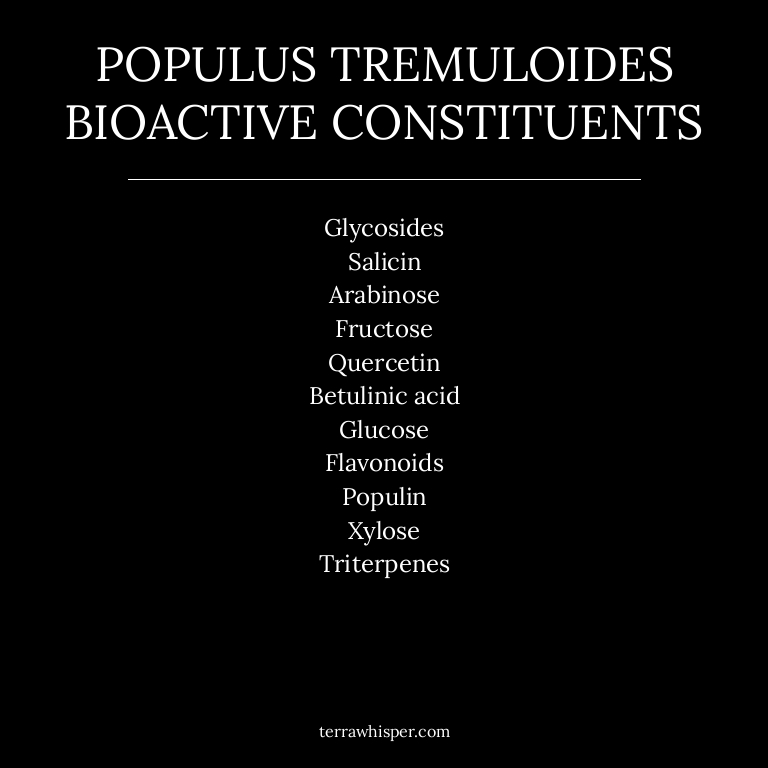 POPULUS TREMULOIDES
BIOACTIVE CONSTITUENTS
Glycosides
Salicin
Arabinose
Fructose
Quercetin
Betulinic acid
Glucose
Flavonoids
Populin
Xylose
Triterpenes
terrawhisper.com